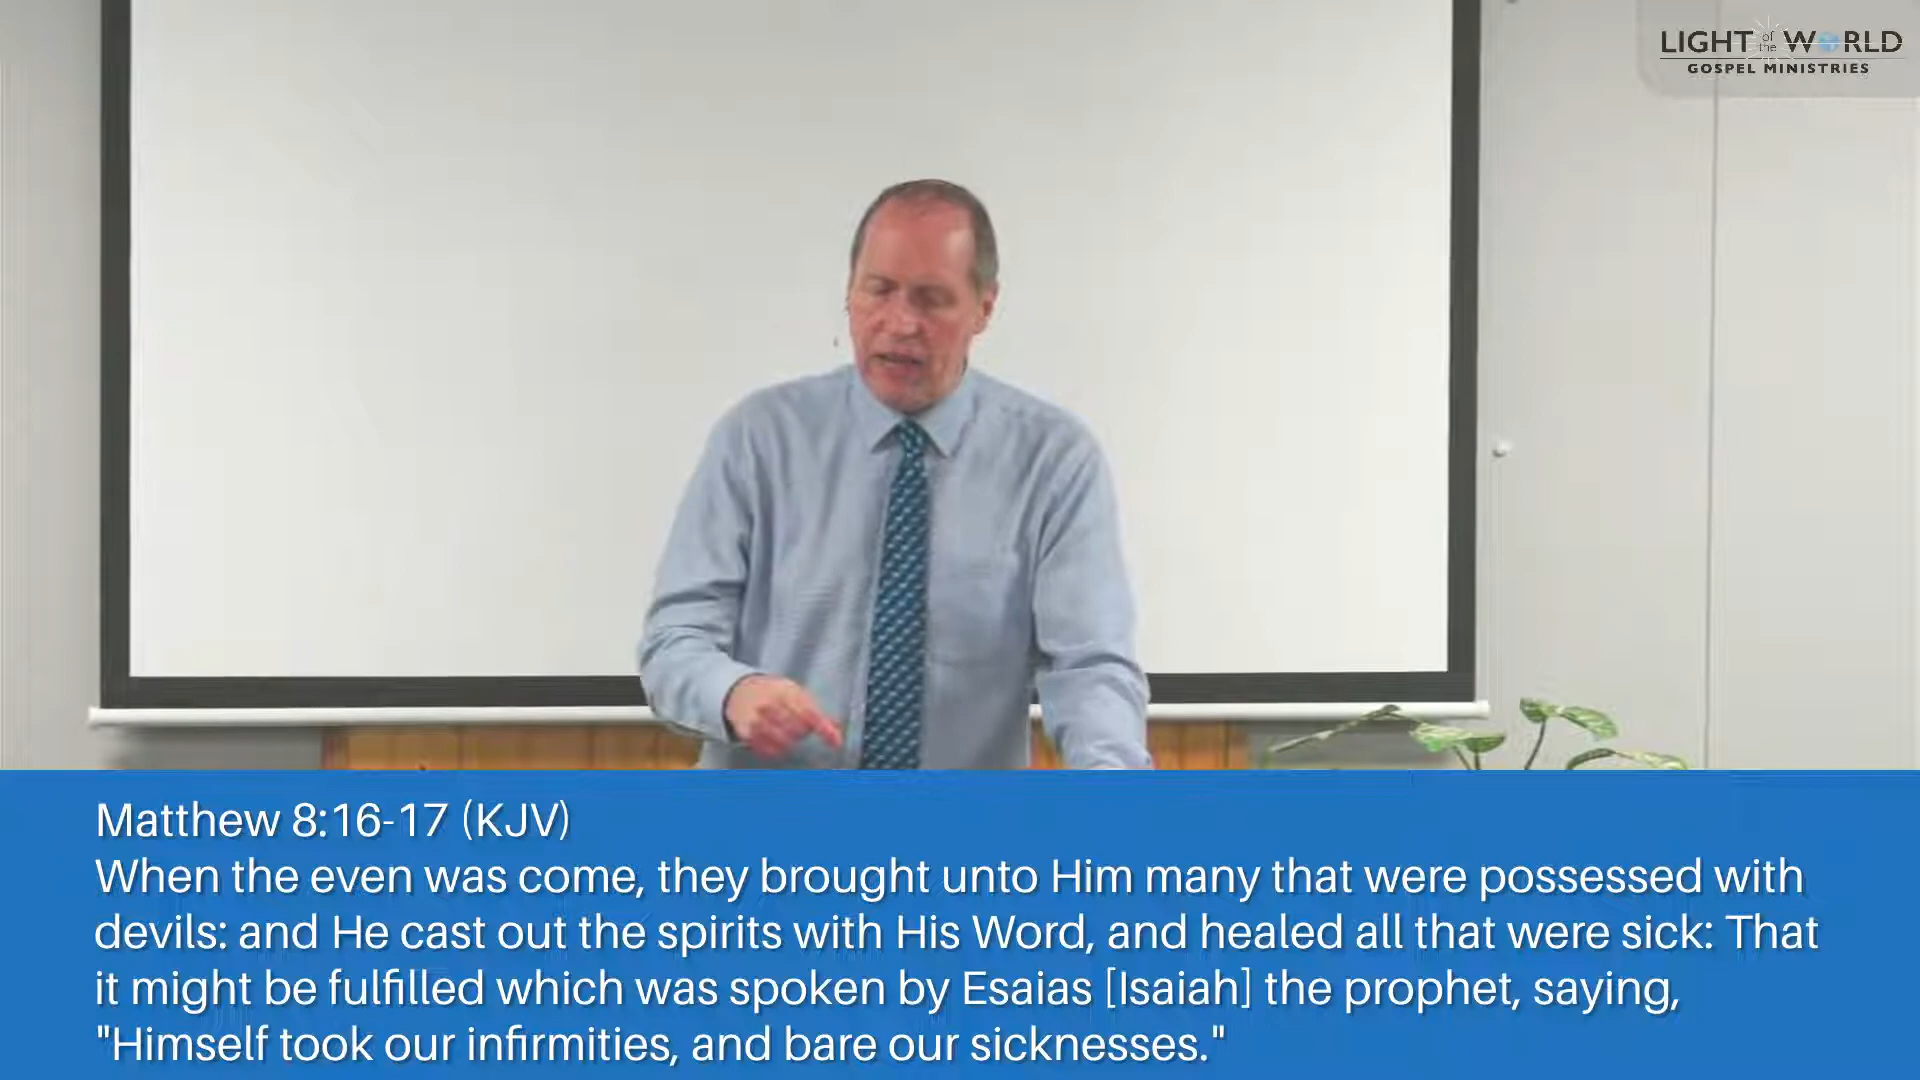 LIGHT of the WORLD
GOSPEL MINISTRIES
Matthew 8:16-17 (KJV)
When the even was come, they brought unto Him many that were possessed with
devils: and He cast out the spirits with His Word, and healed all that were sick: That
it might be fulfilled which was spoken by Esaias [Isaiah] the prophet, saying,
"Himself took our infirmities, and bare our sicknesses."